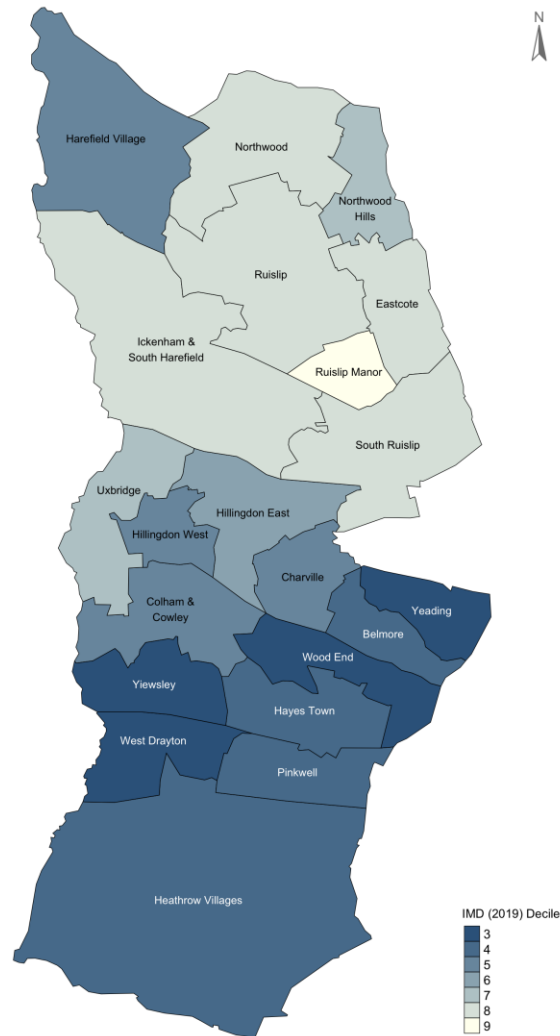 N
Harefield Village
Northwood
Northwood
Hills
Ruislip
Eastcote
Ickenham &
South Harefield
Ruislip Manor
South Ruislip
Uxbridge
Hillingdon East
Hillingdon West
Charville
Yeading
Colham &
Cowley
Belmore
Wood End
Yiewsley
Hayes Town
West Drayton
Pinkwell
Heathrow Villages
IMD (2019) Decile
3
4
5
6
7
8
9